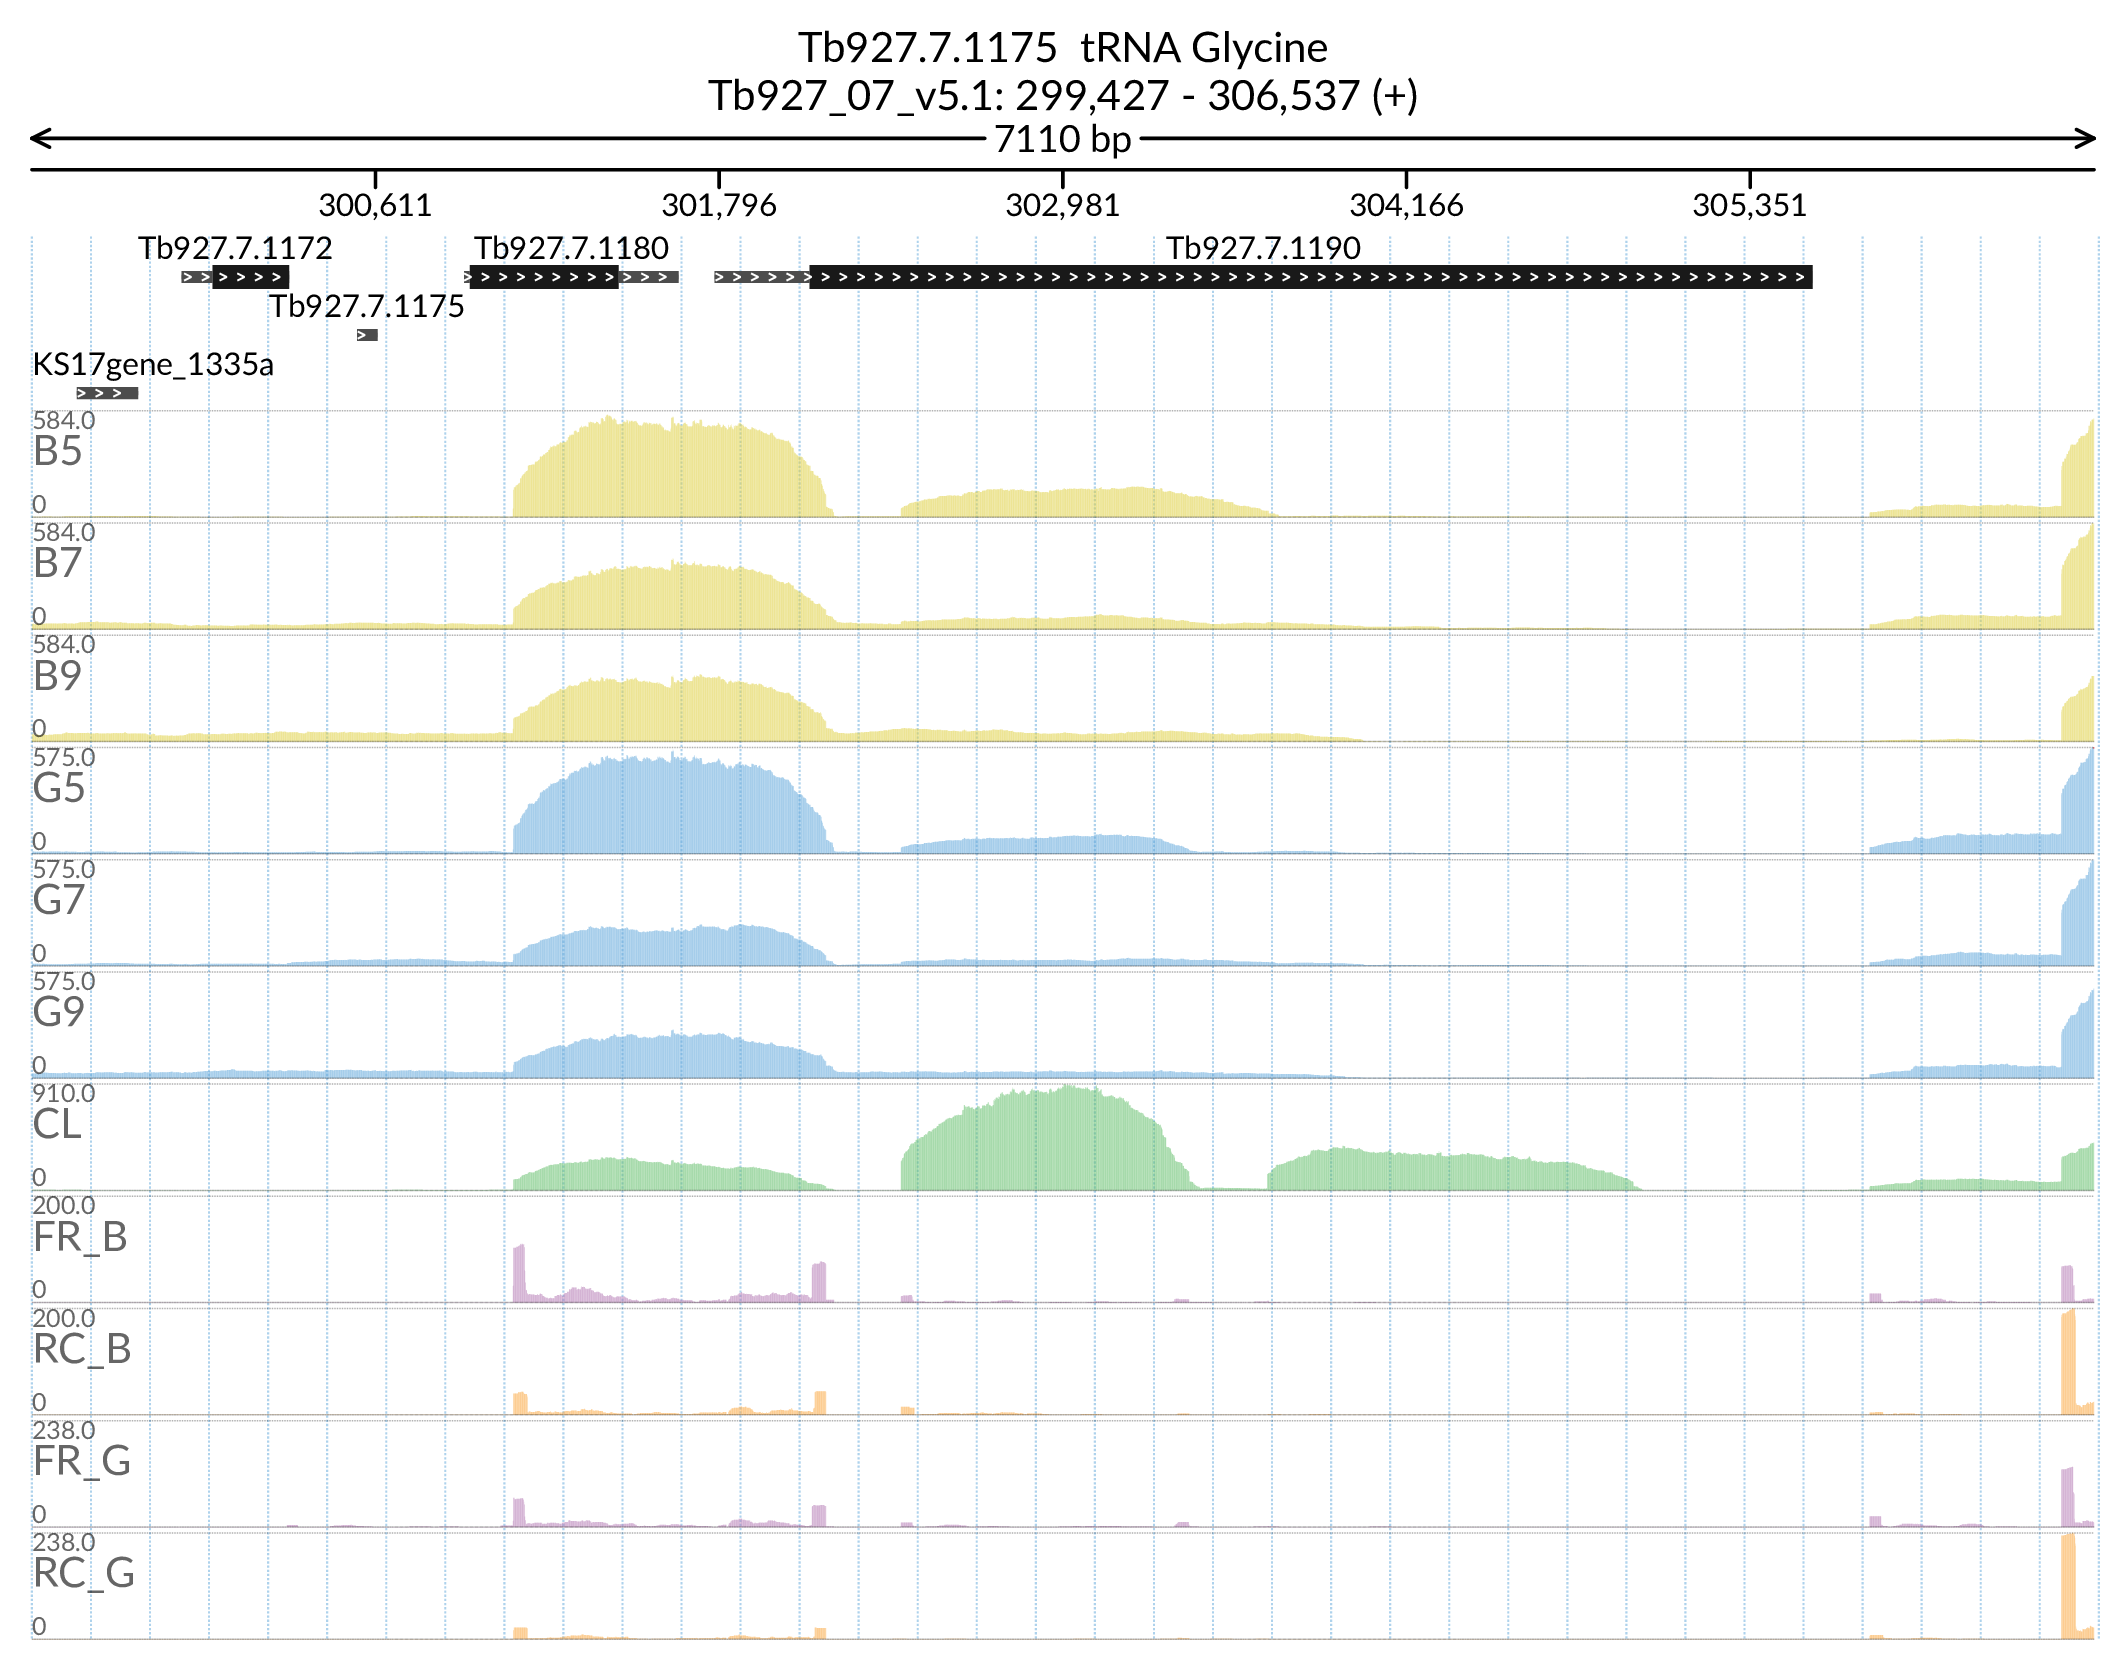 Tb927.7.1175 tRNA Glycine
Tb927_07_v5.1: 299,427 - 306,537 (+)
7110 bp
300,611 301,796 302,981 304,166 305,351
Tb927.7.1172 Tb927.7.1180 Tb927.7.1190
Tb927.7.1175
KS17gene_1335a
584.0
B5
0
584.0
B7
0
584.0
B9
0
575.0
G5
0
575.0
G7
0
575.0
G9
0
910.0
CL
0
200.0
FR_B
0
200.0
RC_B
0
238.0
FR_G
0
238.0
RC_G
0